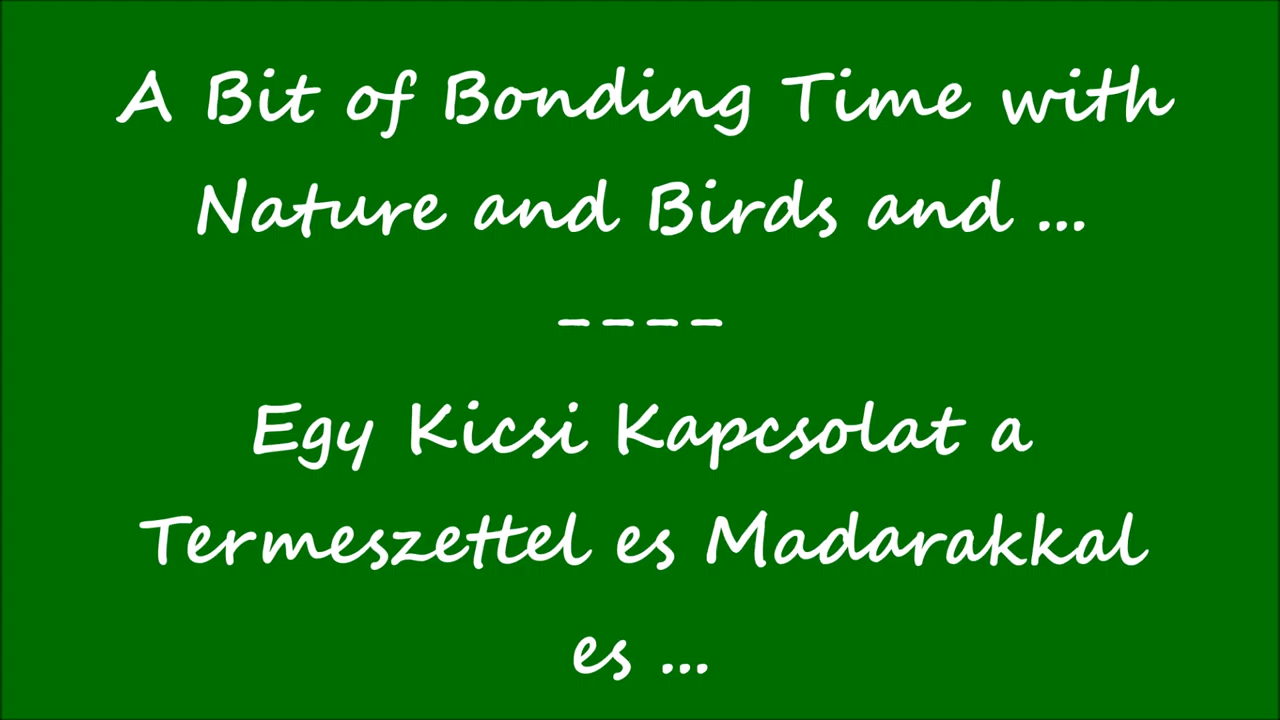 A Bit of Bonding Time with
Nature and Birds and ...
----
Egy Kicsi Kapcsolat a
Termeszettel es Madarakkal
es ...